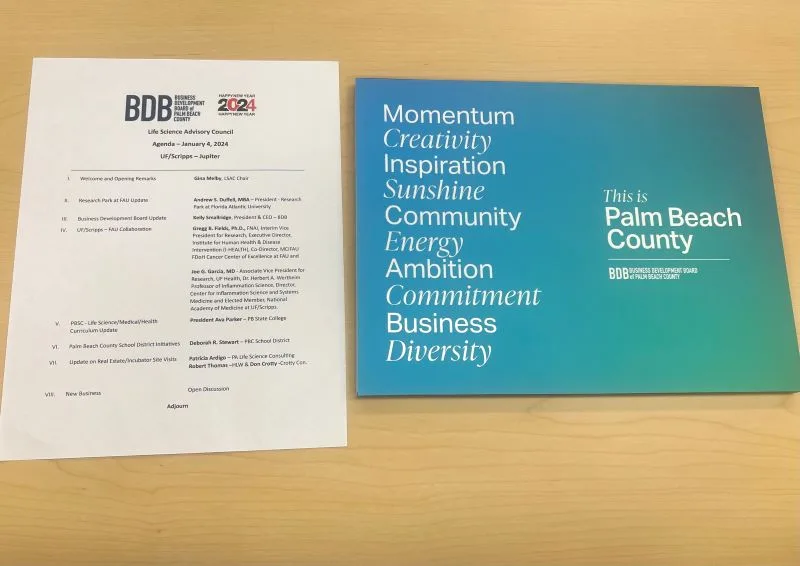 BDB BUSINESS
DEVELOPMENT
BOARD of
PALM BEACH
COUNTY
HAPPY NEW YEAR
2024
HAPPY NEW YEAR
Life Science Advisory Council
Agenda – January 4, 2024
UF/Scripps – Jupiter
I. Welcome and Opening Remarks Gina Melby, LSAC Chair
II. Research Park at FAU Update Andrew S. Duffell, MBA – President - Research
Park at Florida Atlantic University
III. Business Development Board Update Kelly Smallridge, President & CEO – BDB
IV. UF/Scripps – FAU Collaboration Gregg B. Fields, Ph.D., FNAI, Interim Vice
President for Research, Executive Director,
Institute for Human Health & Disease
Intervention (I-HEALTH), Co-Director, MCIFAU
FDoH Cancer Center of Excellence at FAU and
Joe G. Garcia, MD - Associate Vice President for
Research, UF Health, Dr. Herbert A. Wertheim
Professor of Inflammation Science, Director,
Center for Inflammation Science and Systems
Medicine and Elected Member, National
Academy of Medicine at UF/Scripps.
V. PBSC - Life Science/Medical/Health President Ava Parker – PB State College
Curriculum Update
VI. Palm Beach County School District Initiatives Deborah R. Stewart – PBC School District
VII. Update on Real Estate/Incubator Site Visits Patricia Ardigo – PA Life Science Consulting
Robert Thomas –HLW & Don Crotty -Crotty Con.
VIII. New Business Open Discussion
Adjourn
Momentum
Creativity
Inspiration
Sunshine
Community
Energy
Ambition
Commitment
Business
Diversity
This is
Palm Beach
County
BDB BUSINESS DEVELOPMENT BOARD
of PALM BEACH COUNTY